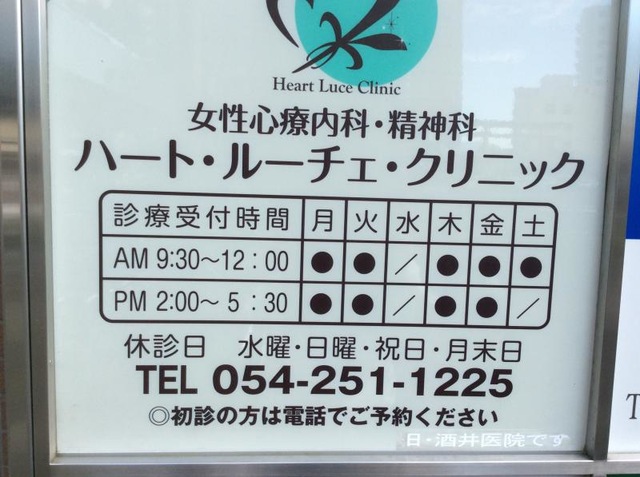 Heart Luce Clinic
女性心療内科・精神科
ハート・ルーチェ・クリニック
診療受付時間 月 火 水 木 金 土
AM 9:30～12：00 ● ● ／ ● ● ●
PM 2:00～ 5：30 ● ● ／ ● ● ／
休診日 水曜・日曜・祝日・月末日
TEL 054-251-1225
◎初診の方は電話でご予約ください
日・酒井医院です
T